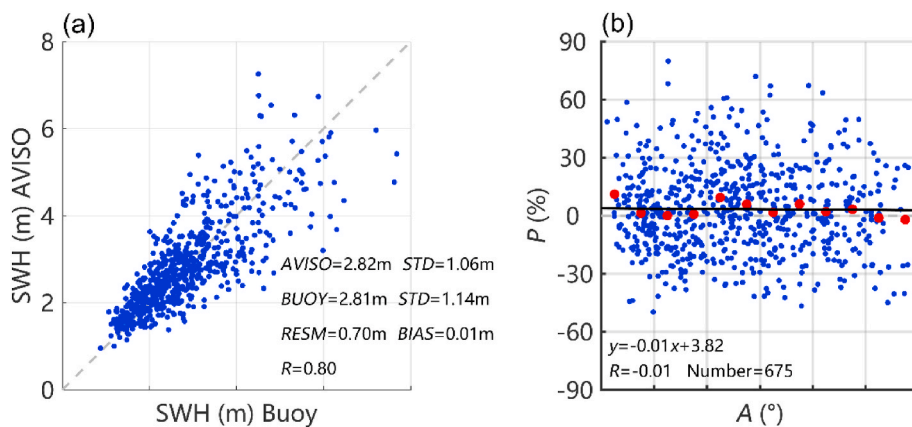 (a)
8
6
4
2
0
SWH (m) AVISO
AVISO=2.82m STD=1.06m
BUOY=2.81m STD=1.14m
RESM=0.70m BIAS=0.01m
R=0.80
SWH (m) Buoy
(b)
90
60
30
0
-30
-60
-90
P (%)
y=-0.01x+3.82
R=-0.01 Number=675
A (°)